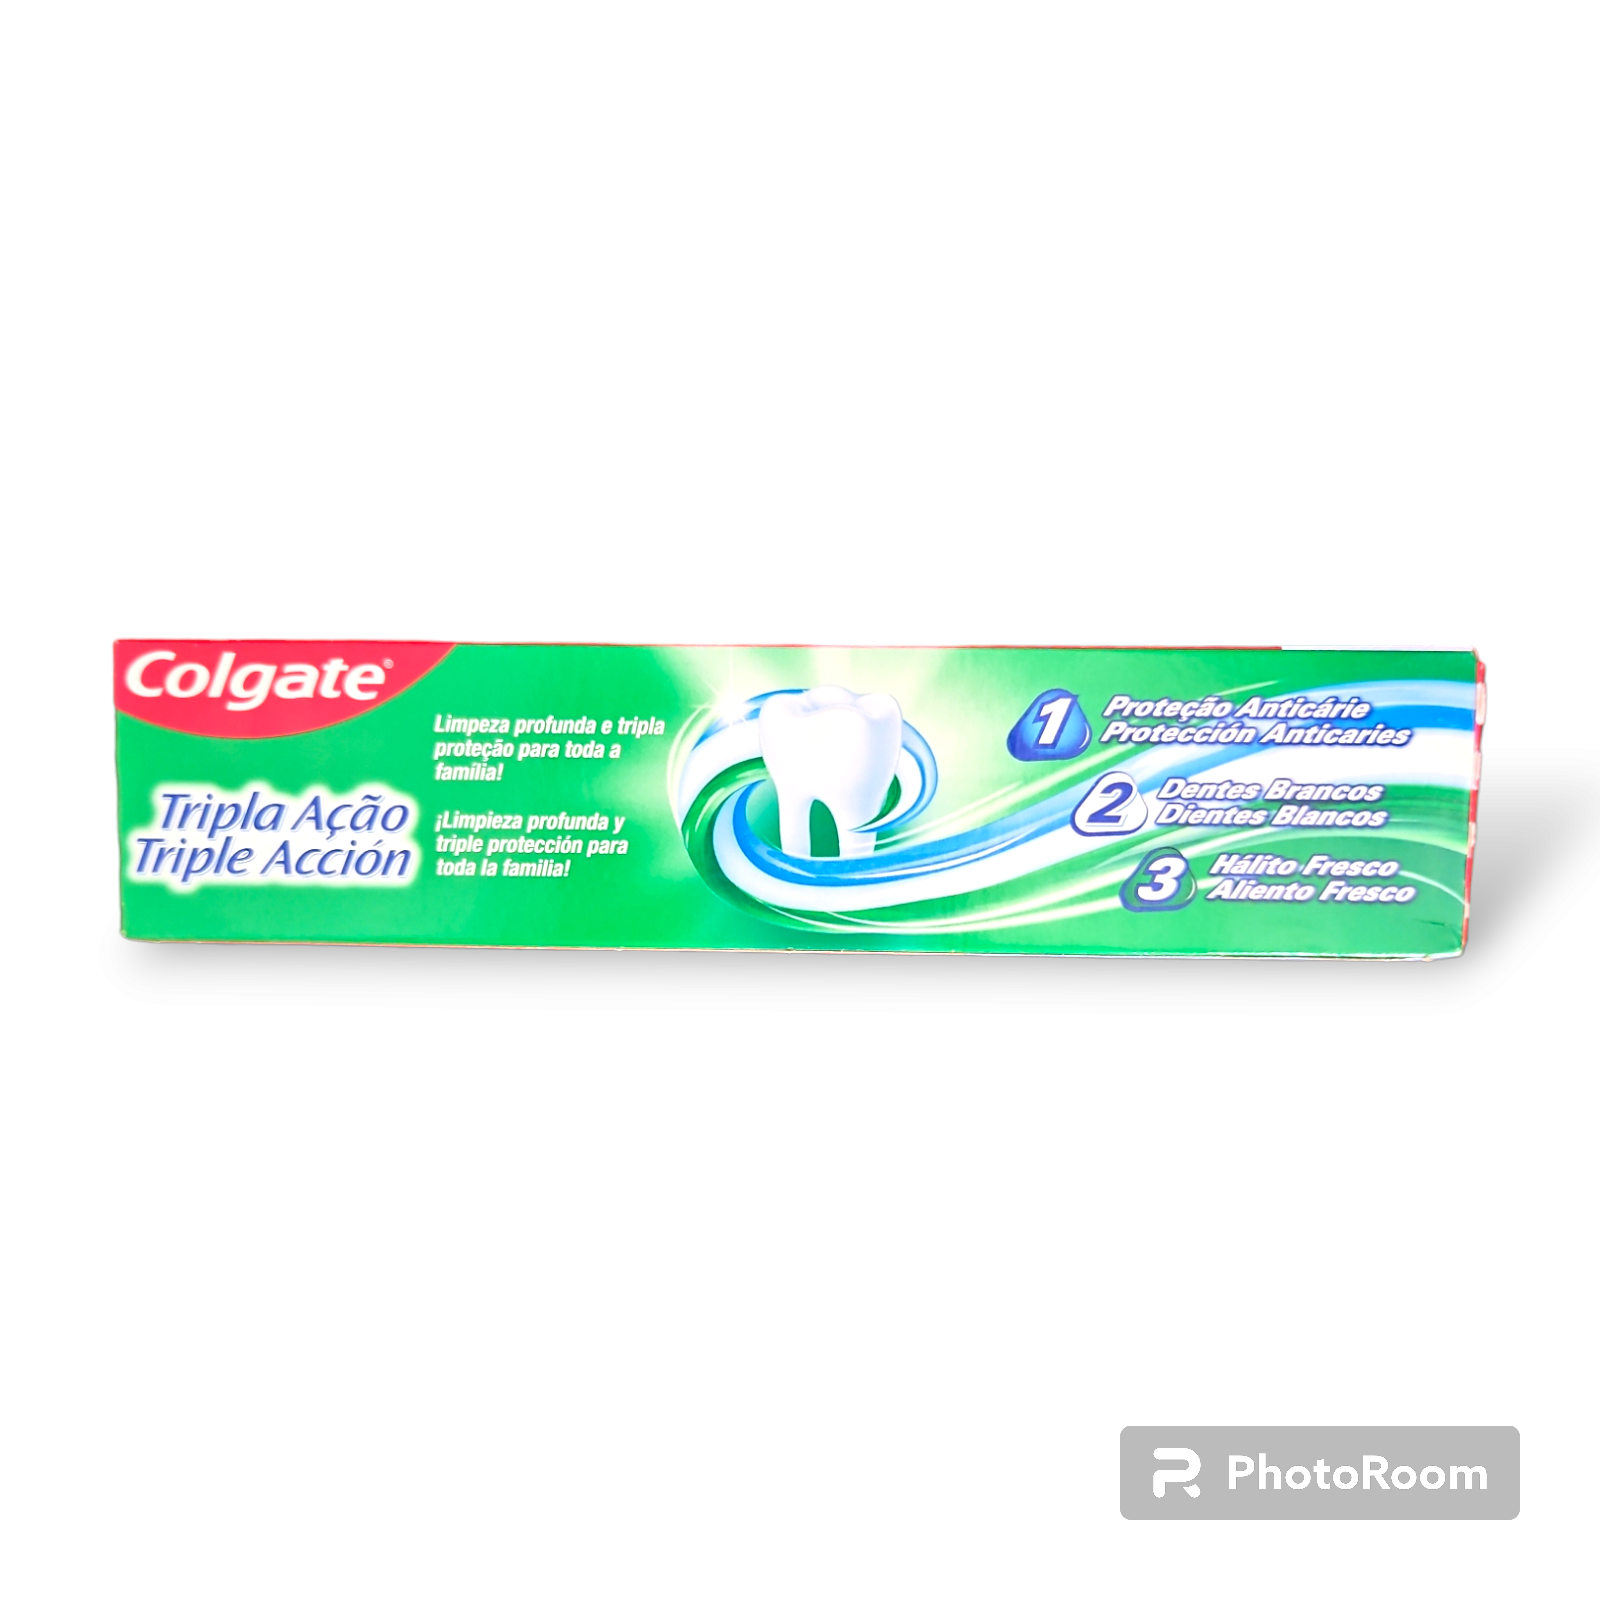 Colgate®
Tripla Ação
Triple Acción
Limpeza profunda e tripla
proteção para toda a
família!
¡Limpieza profunda y
triple protección para
toda la familia!
1
Proteção Anticárie
Protección Anticaries
2
Dentes Brancos
Dientes Blancos
3
Hálito Fresco
Aliento Fresco
PhotoRoom